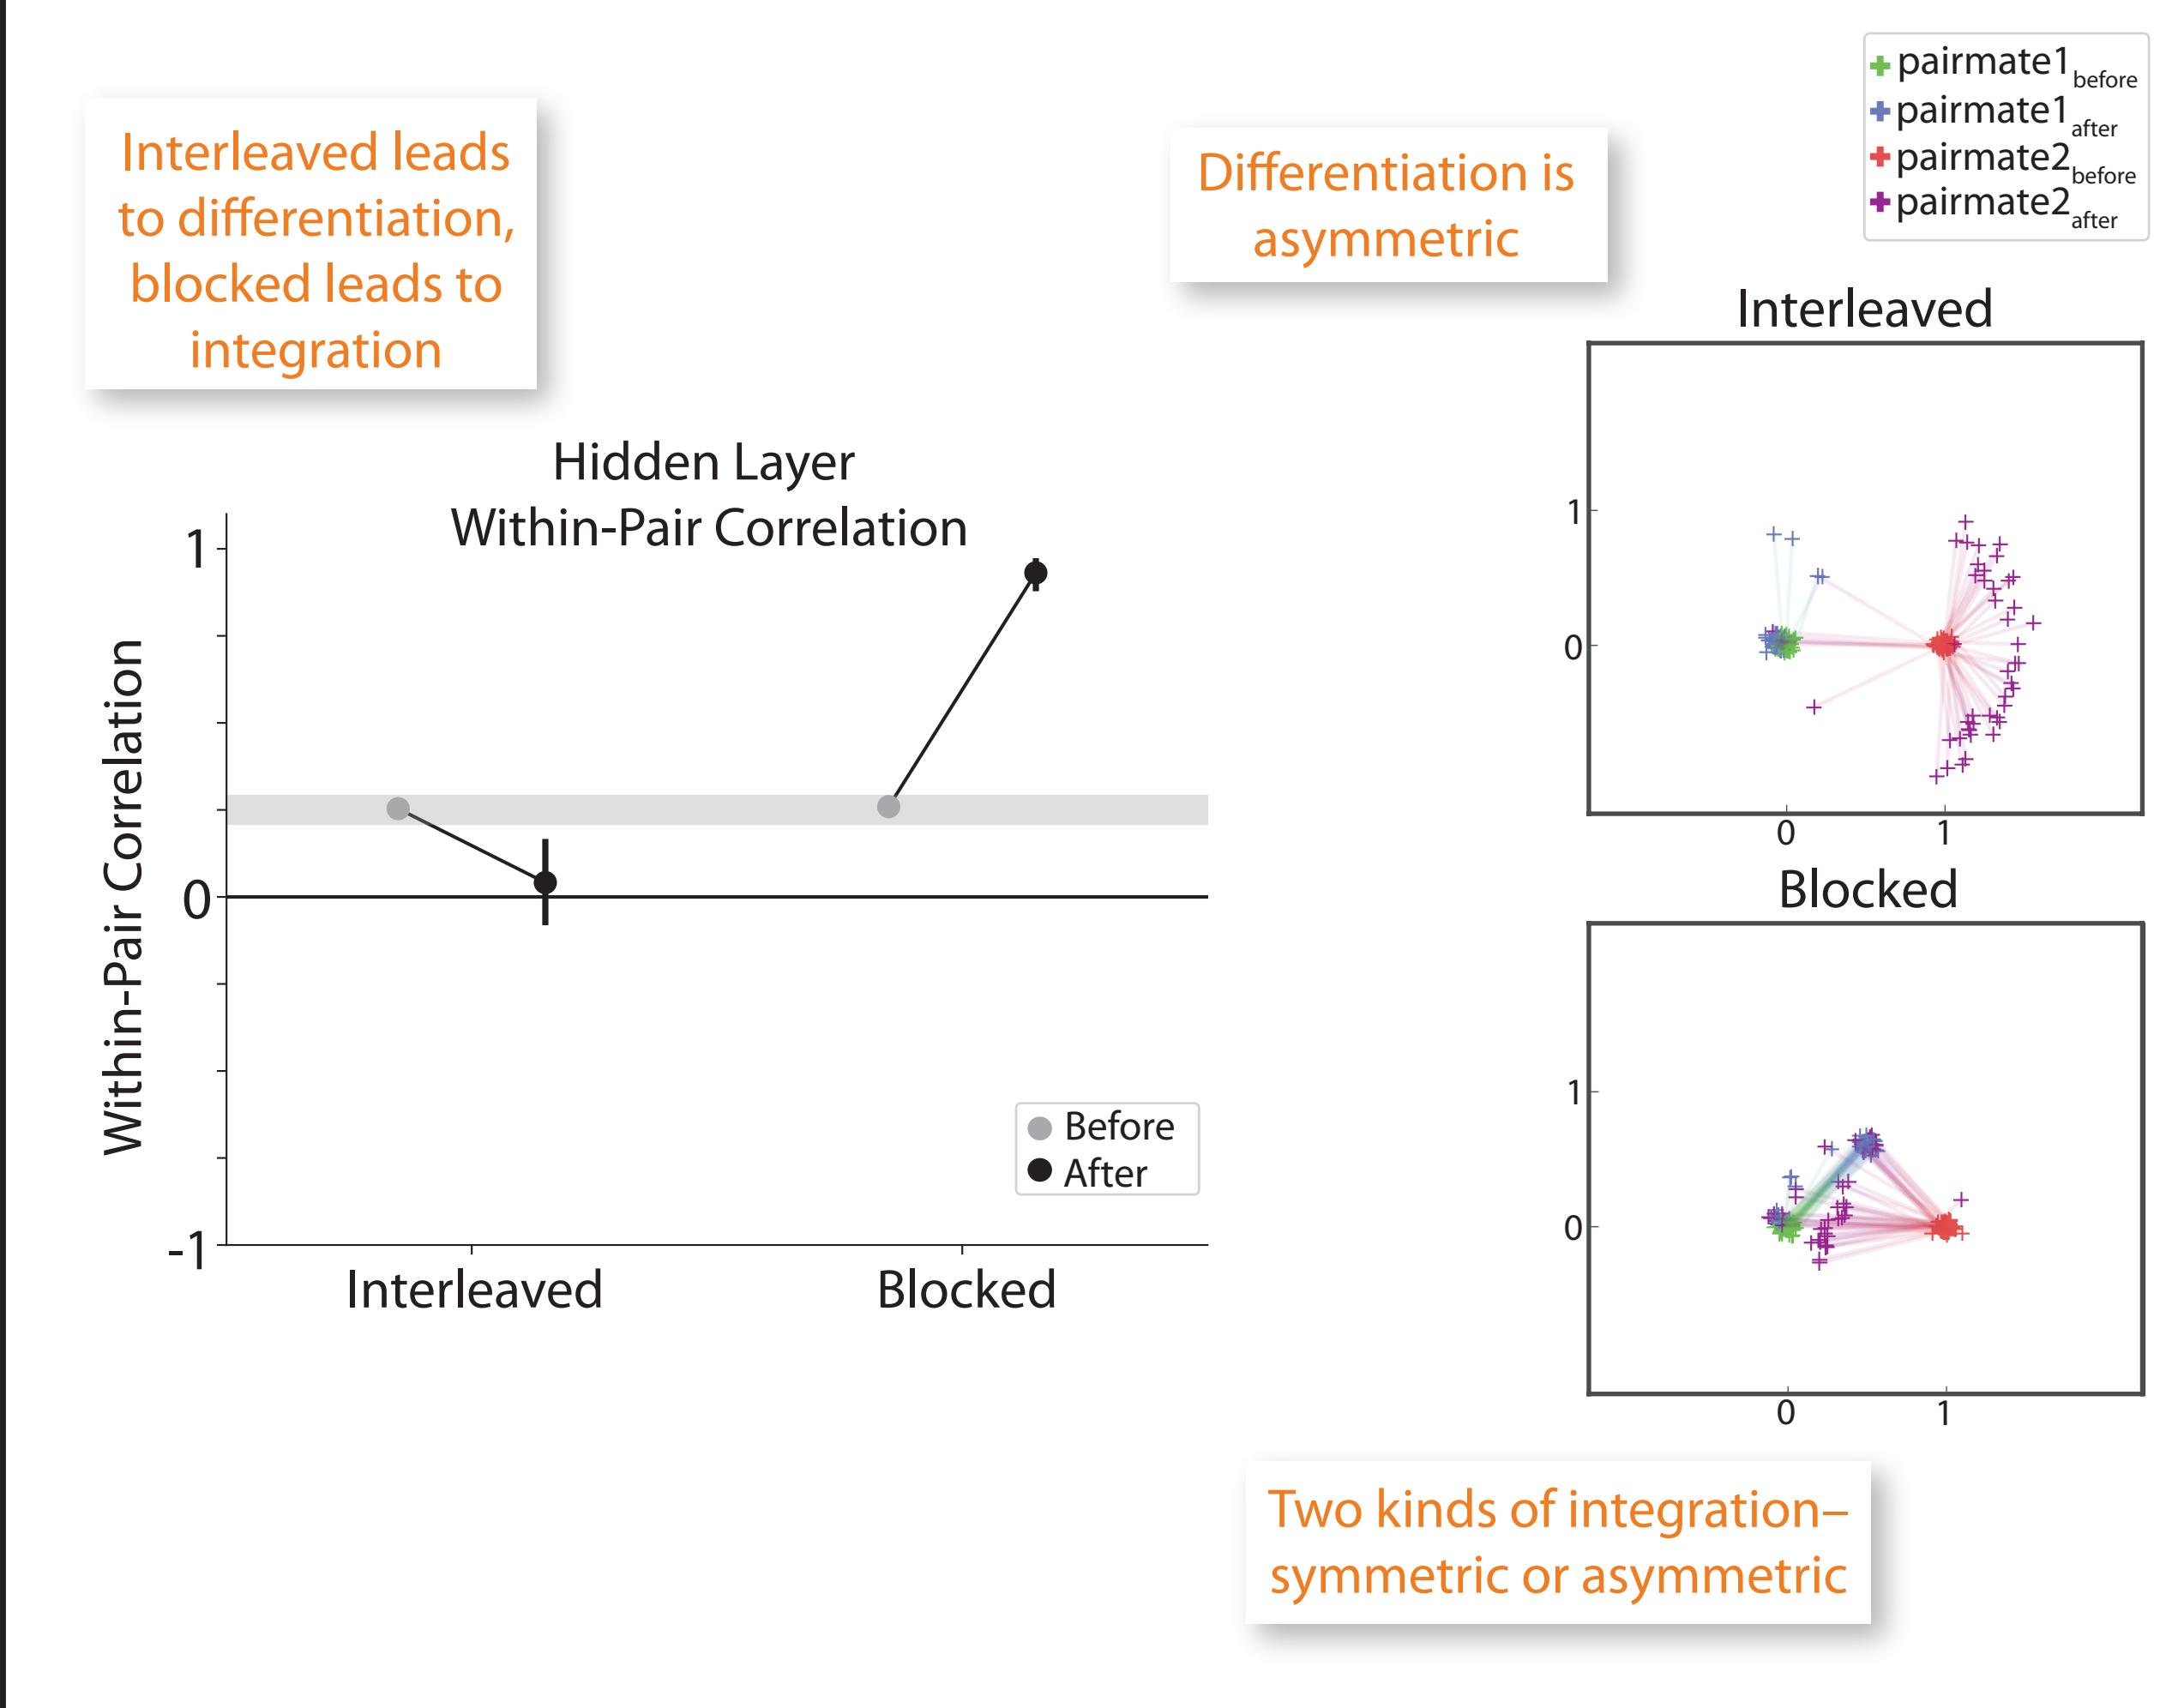 Interleaved leads
to differentiation,
blocked leads to
integration
Differentiation is
asymmetric
pairmate1before
pairmate1after
pairmate2before
pairmate2after
Hidden Layer
Within-Pair Correlation
Within-Pair Correlation
1
0
-1
Interleaved
Blocked
Before
After
Interleaved
1
0
0
1
Blocked
1
0
0
1
Two kinds of integration–
symmetric or asymmetric